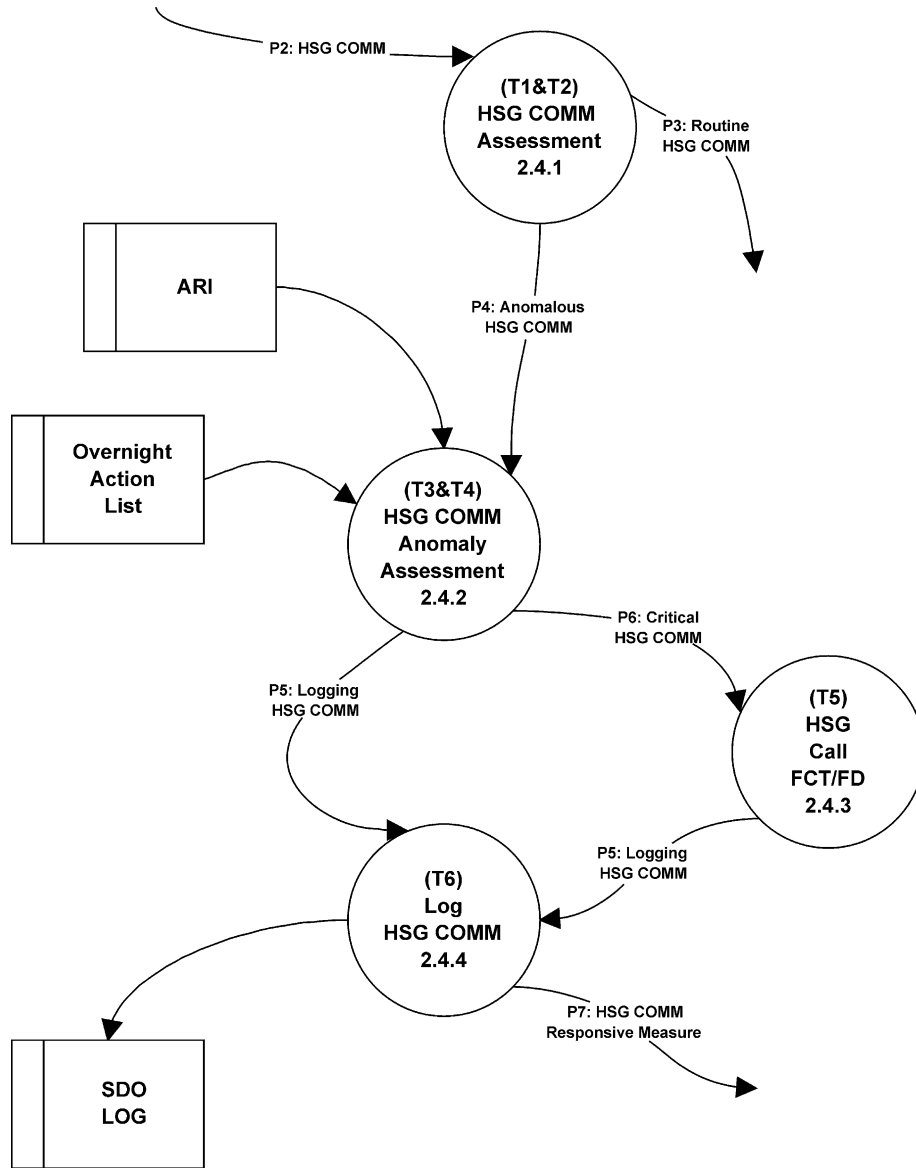 P2: HSG COMM
(T1&T2)
HSG COMM
Assessment
2.4.1
P3: Routine
HSG COMM
ARI
P4: Anomalous
HSG COMM
Overnight
Action
List
(T3&T4)
HSG COMM
Anomaly
Assessment
2.4.2
P6: Critical
HSG COMM
P5: Logging
HSG COMM
(T5)
HSG
Call
FCT/FD
2.4.3
P5: Logging
HSG COMM
(T6)
Log
HSG COMM
2.4.4
P7: HSG COMM
Responsive Measure
SDO
LOG